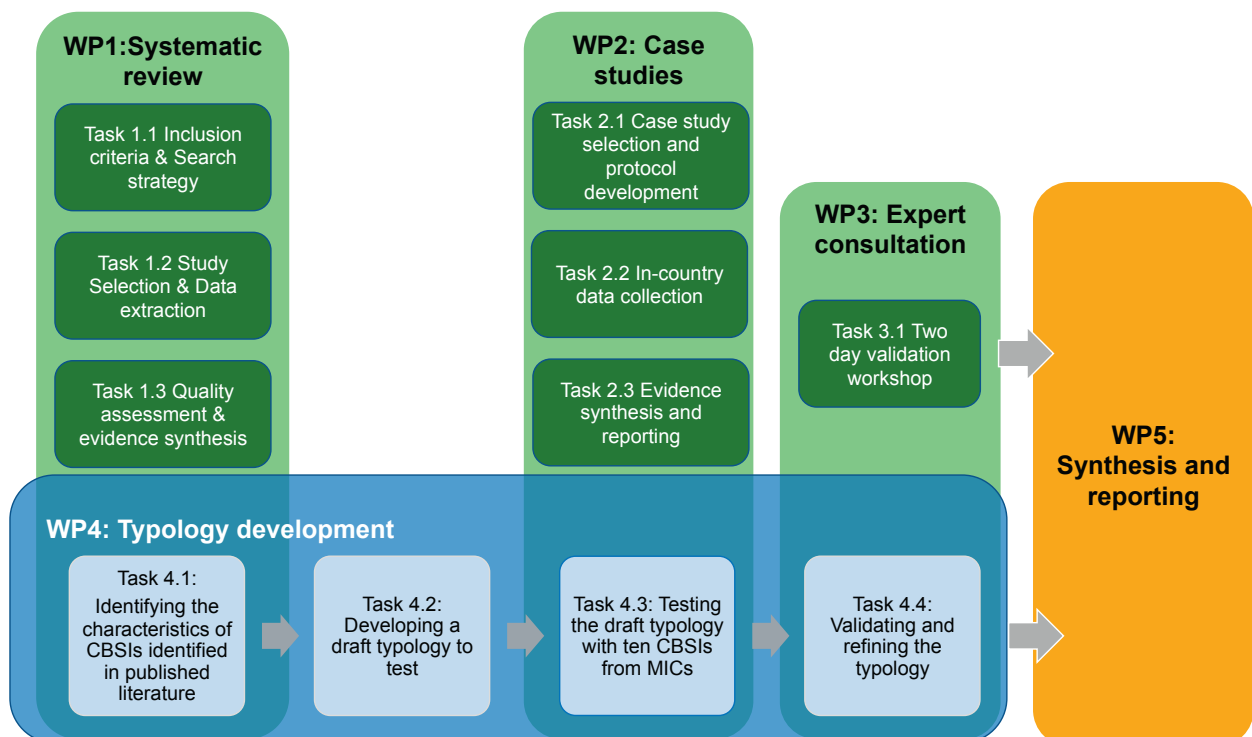 WP1:Systematic
review
Task 1.1 Inclusion
criteria & Search
strategy
Task 1.2 Study
Selection & Data
extraction
Task 1.3 Quality
assessment &
evidence synthesis
WP2: Case
studies
Task 2.1 Case study
selection and
protocol
development
Task 2.2 In-country
data collection
Task 2.3 Evidence
synthesis and
reporting
WP3: Expert
consultation
Task 3.1 Two
day validation
workshop
WP4: Typology development
Task 4.1:
Identifying the
characteristics of
CBSIs identified
in published
literature
Task 4.2:
Developing a
draft typology to
test
Task 4.3: Testing
the draft typology
with ten CBSIs
from MICs
Task 4.4:
Validating and
refining the
typology
WP5:
Synthesis and
reporting